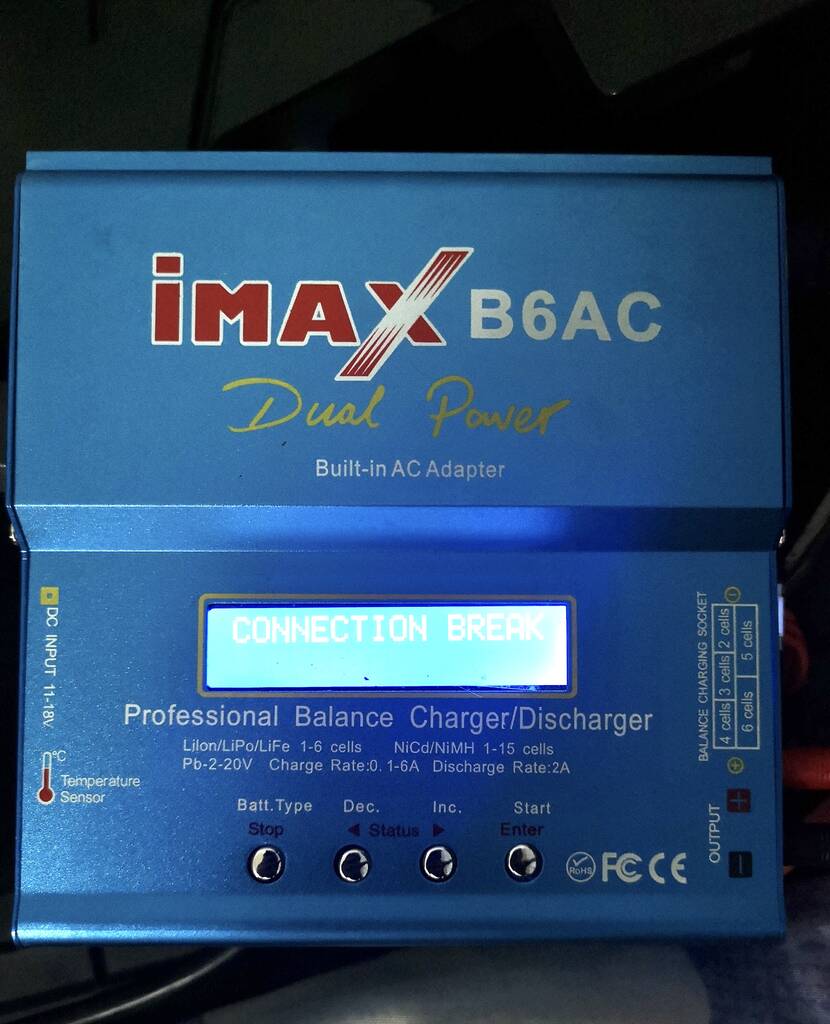 iMAX B6AC
Dual Power
Built-in AC Adapter
CONNECTION BREAK
DC INPUT 11-18V
°C
Temperature
Sensor
Professional Balance Charger/Discharger
LiIon/LiPo/LiFe 1-6 cells NiCd/NiMH 1-15 cells
Pb-2-20V Charge Rate:0.1-6A Discharge Rate:2A
Batt.Type Dec. Inc. Start
Stop ◀ Status ▶ Enter
RoHS FC CE
BALANCE CHARGING SOCKET
4 cells 3 cells 2 cells
6 cells 5 cells
OUTPUT